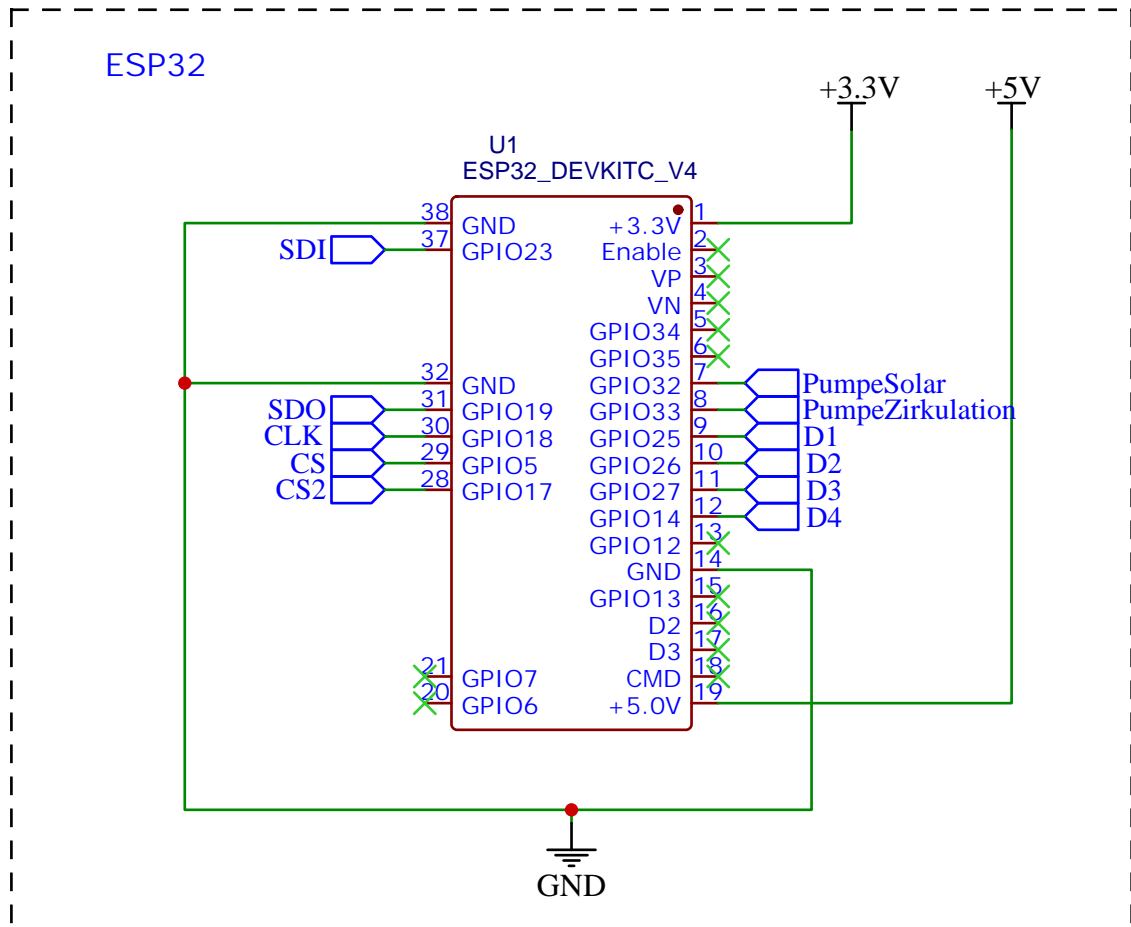 ESP32
+3.3V
+5V
U1
ESP32_DEVKITC_V4
38 GND
37 GPIO23
SDI
32 GND
31 GPIO19
SDO
30 GPIO18
CLK
29 GPIO5
CS
28 GPIO17
CS2
21 GPIO7
20 GPIO6
+3.3V 1
Enable 2
VP 3
VN 4
GPIO34 5
GPIO35 6
GPIO32 7 PumpeSolar
GPIO33 8 PumpeZirkulation
GPIO25 9 D1
GPIO26 10 D2
GPIO27 11 D3
GPIO14 12 D4
GPIO12 13
GND 14
GPIO13 15
D2 16
D3 17
CMD 18
+5.0V 19
GND